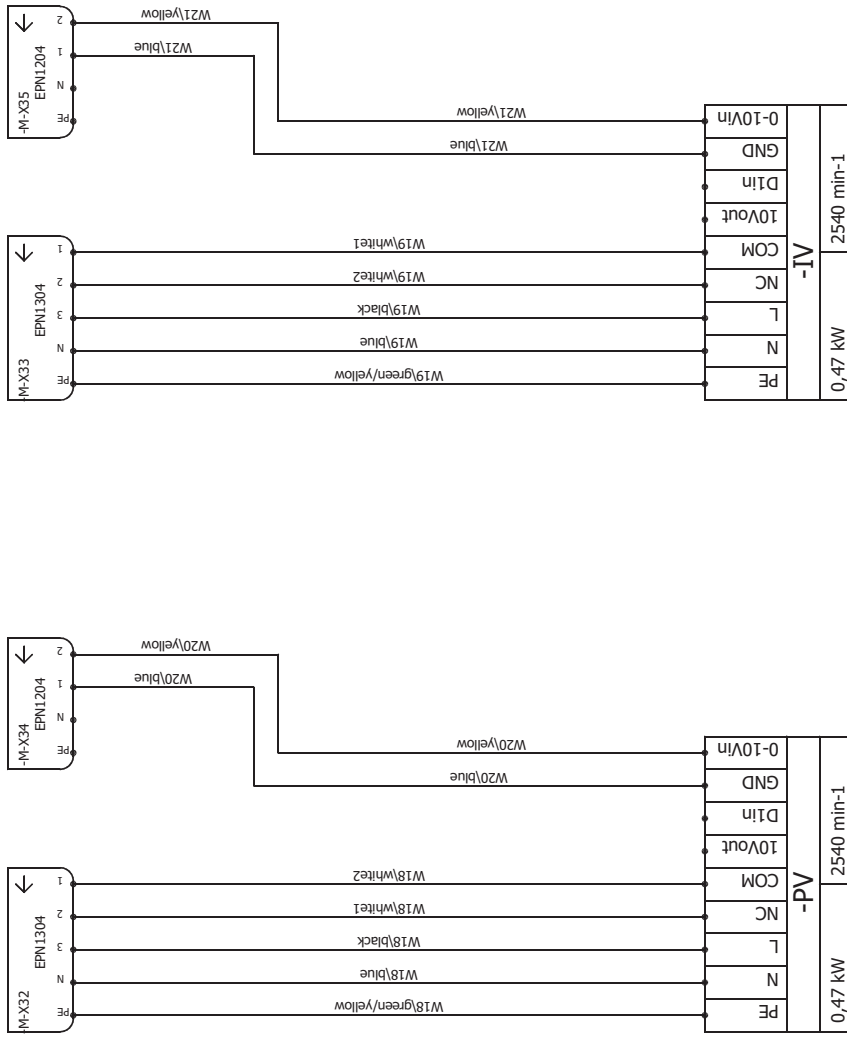 -M-X35
EPN1204
2
1
N
PE
W21\yellow
W21\blue
W21\yellow
W21\blue
-M-X33
EPN1304
1
2
3
N
PE
W19\white1
W19\white2
W19\black
W19\blue
W19\green/yellow
0-10Vin
GND
D1in
10Vout
COM
NC
L
N
PE
-IV
2540 min-1
0,47 kW
-M-X34
EPN1204
2
1
N
PE
W20\yellow
W20\blue
W20\yellow
W20\blue
-M-X32
EPN1304
1
2
3
N
PE
W18\white2
W18\white1
W18\black
W18\blue
W18\green/yellow
0-10Vin
GND
D1in
10Vout
COM
NC
L
N
PE
-PV
2540 min-1
0,47 kW